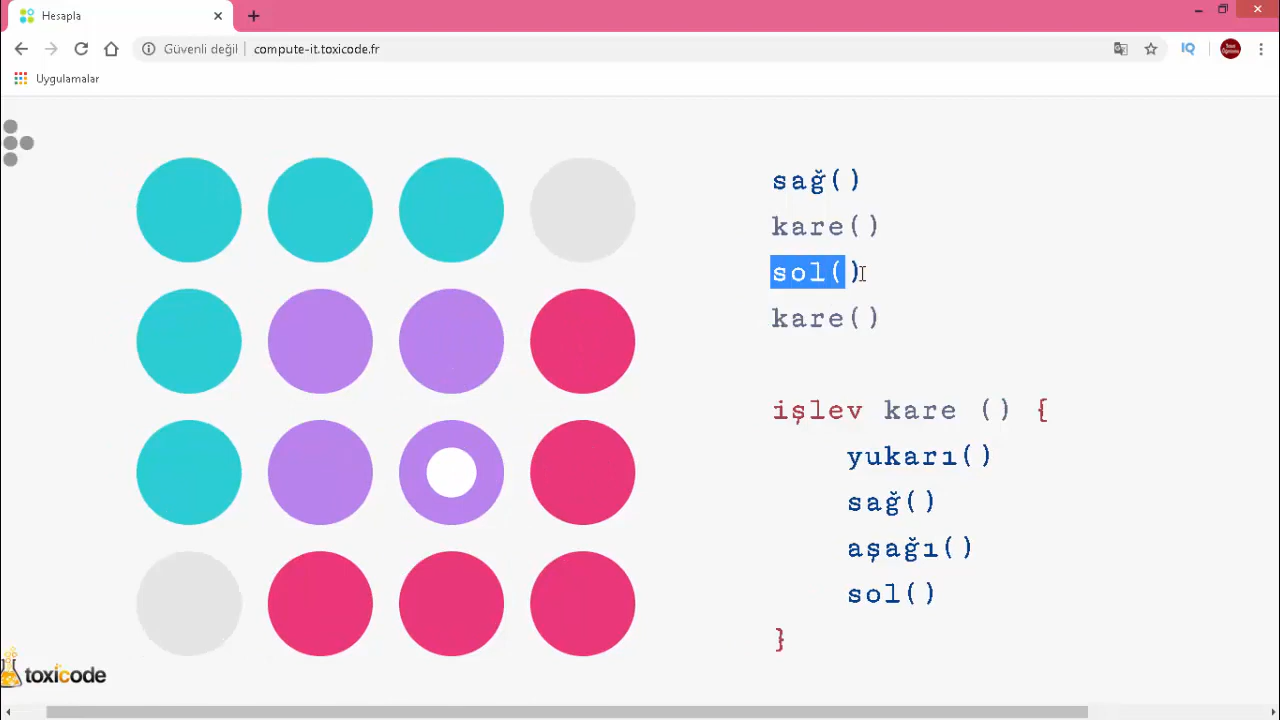 Hesapla
Güvenli değil
compute-it.toxicode.fr
IQ
Uygulamalar
sağ()
kare()
sol()
kare()
işlev kare () {
yukarı()
sağ()
aşağı()
sol()
}
toxicode